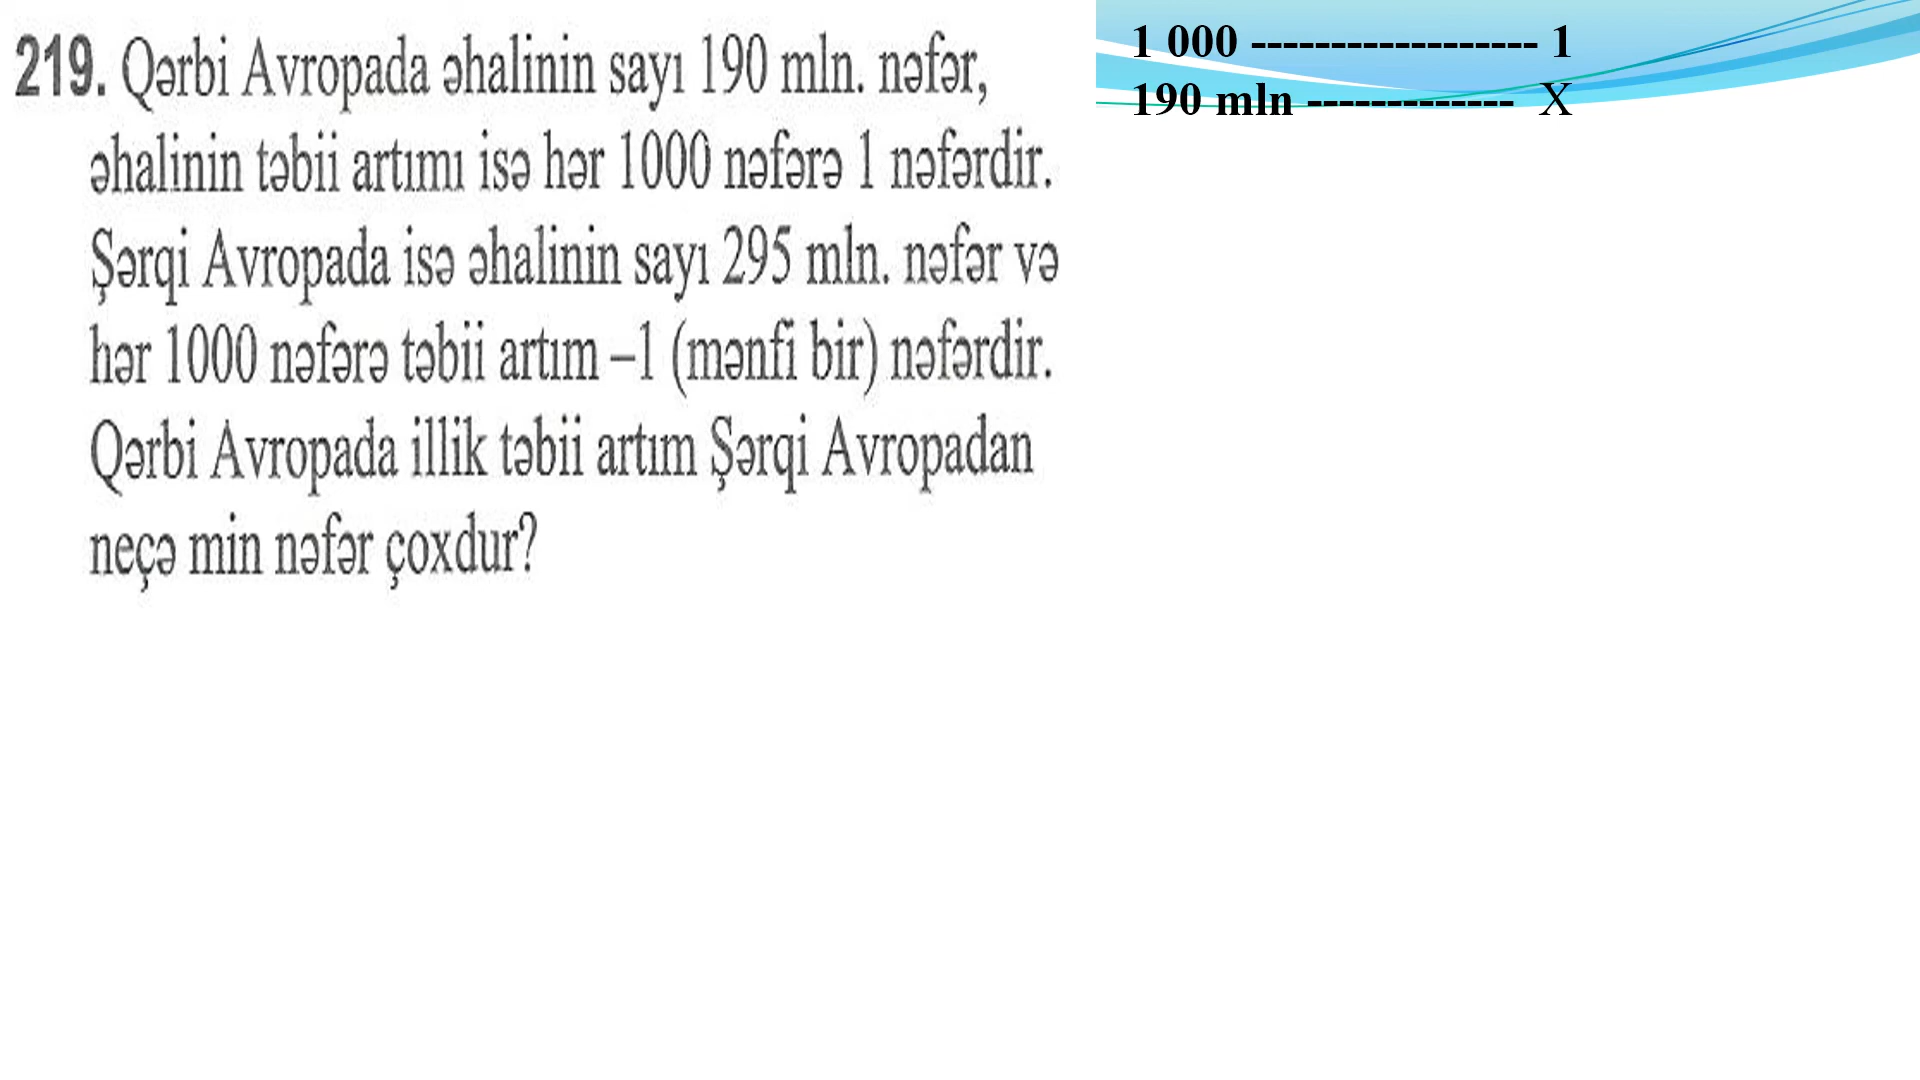 219. Qərbi Avropada əhalinin sayı 190 mln. nəfər,
əhalinin təbii artımı isə hər 1000 nəfərə 1 nəfərdir.
Şərqi Avropada isə əhalinin sayı 295 mln. nəfər və
hər 1000 nəfərə təbii artım –1 (mənfi bir) nəfərdir.
Qərbi Avropada illik təbii artım Şərqi Avropadan
neçə min nəfər çoxdur?
1 000 ------------------ 1
190 mln ------------- X